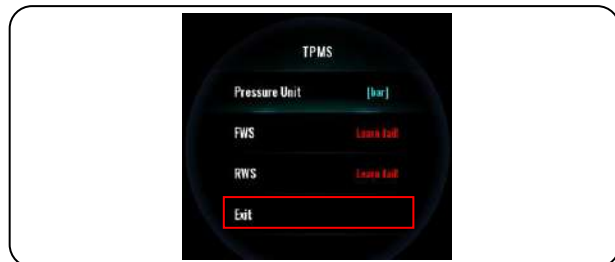 TPMS
Pressure Unit [bar]
FWS Learn fail
RWS Learn fail
Exit